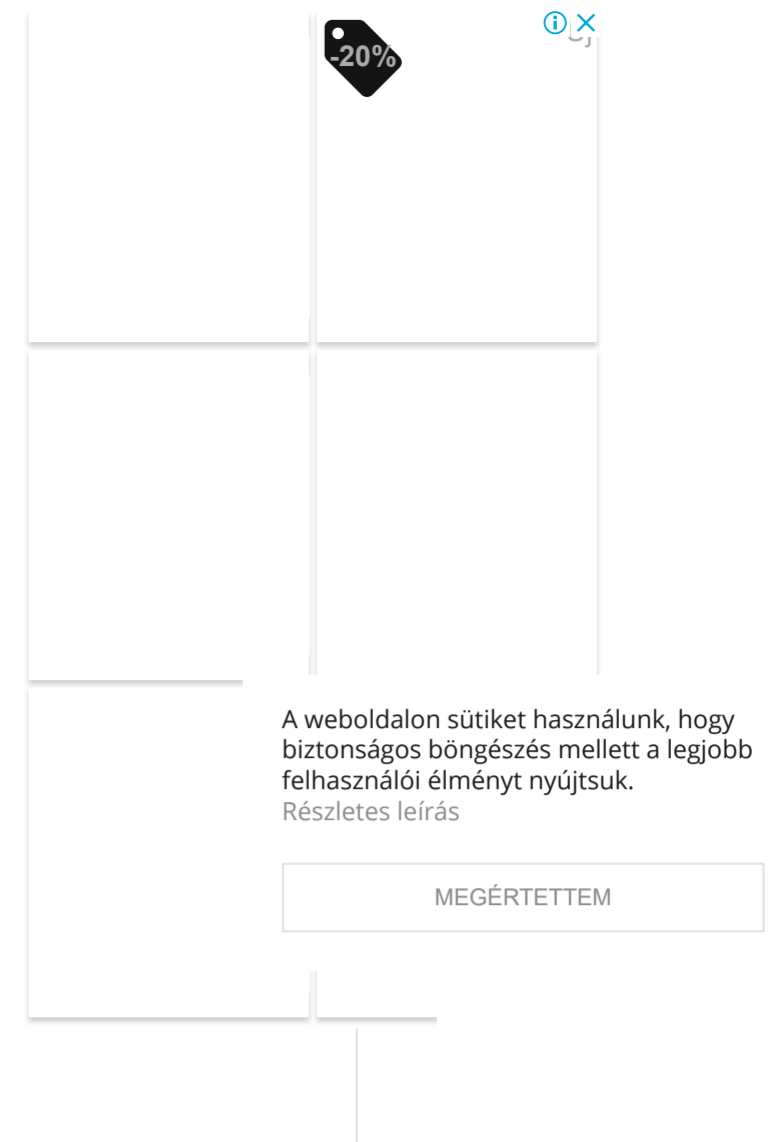 -20%
A weboldalon sütiket használunk, hogy
biztonságos böngészés mellett a legjobb
felhasználói élményt nyújtsuk.
Részletes leírás
MEGÉRTETTEM